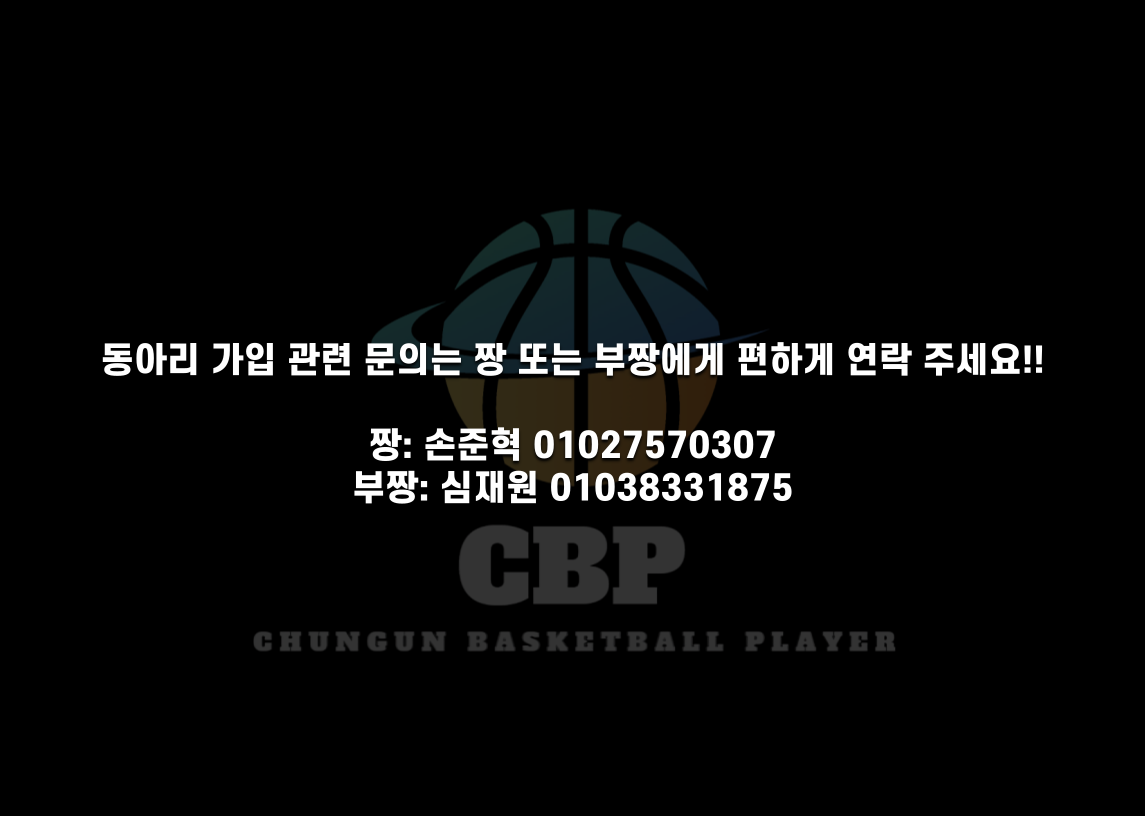 동아리 가입 관련 문의는 짱 또는 부짱에게 편하게 연락 주세요!!
짱: 손준혁 01027570307
부짱: 심재원 01038331875
CBP
CHUNGUN BASKETBALL PLAYER